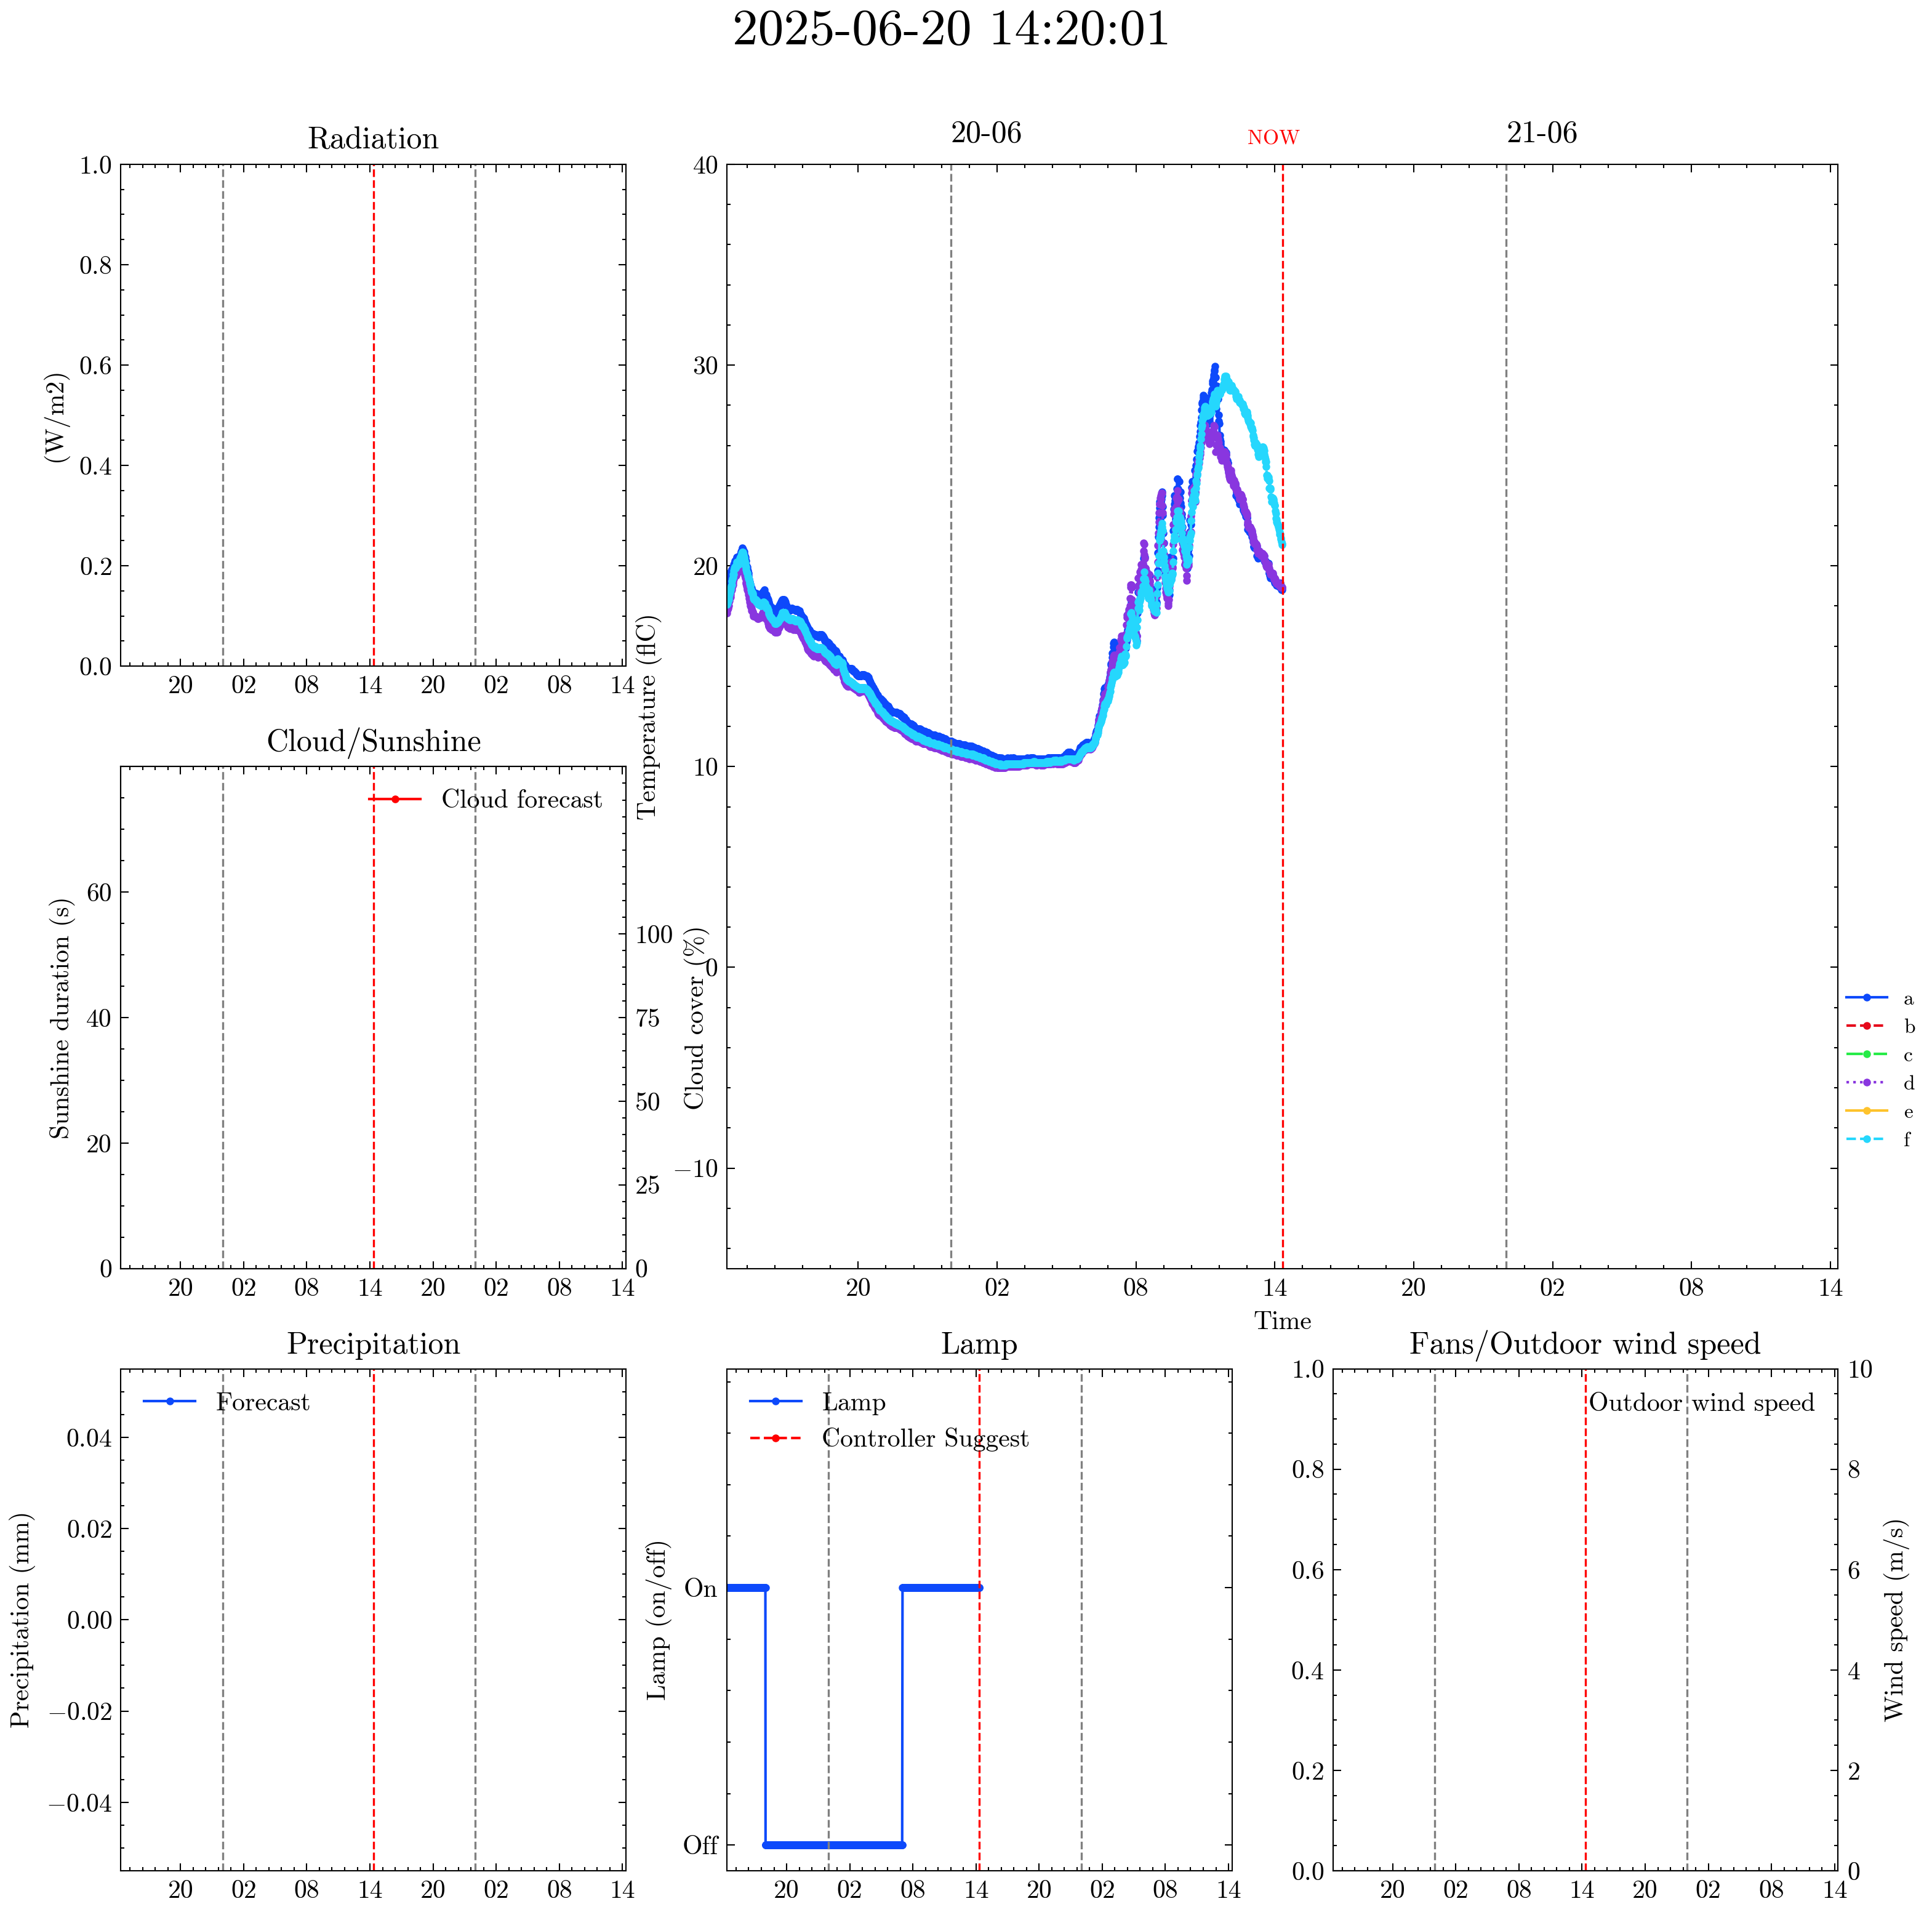 2025-06-20 14:20:01
Radiation
1.0
0.8
0.6
0.4
0.2
0.0
(W/m2)
20 02 08 14 20 02 08 14
20-06
NOW
21-06
40
30
20
10
0
−10
Temperature (flC)
20 02 08 14 20 02 08 14
Time
a
b
c
d
e
f
Cloud/Sunshine
Cloud forecast
60
40
20
0
Sunshine duration (s)
100
75
50
25
0
Cloud cover (%)
20 02 08 14 20 02 08 14
Precipitation
Forecast
0.04
0.02
0.00
−0.02
−0.04
Precipitation (mm)
20 02 08 14 20 02 08 14
Lamp
Lamp
Controller Suggest
On
Off
Lamp (on/off)
20 02 08 14 20 02 08 14
Fans/Outdoor wind speed
Outdoor wind speed
1.0
0.8
0.6
0.4
0.2
0.0
10
8
6
4
2
0
Wind speed (m/s)
20 02 08 14 20 02 08 14